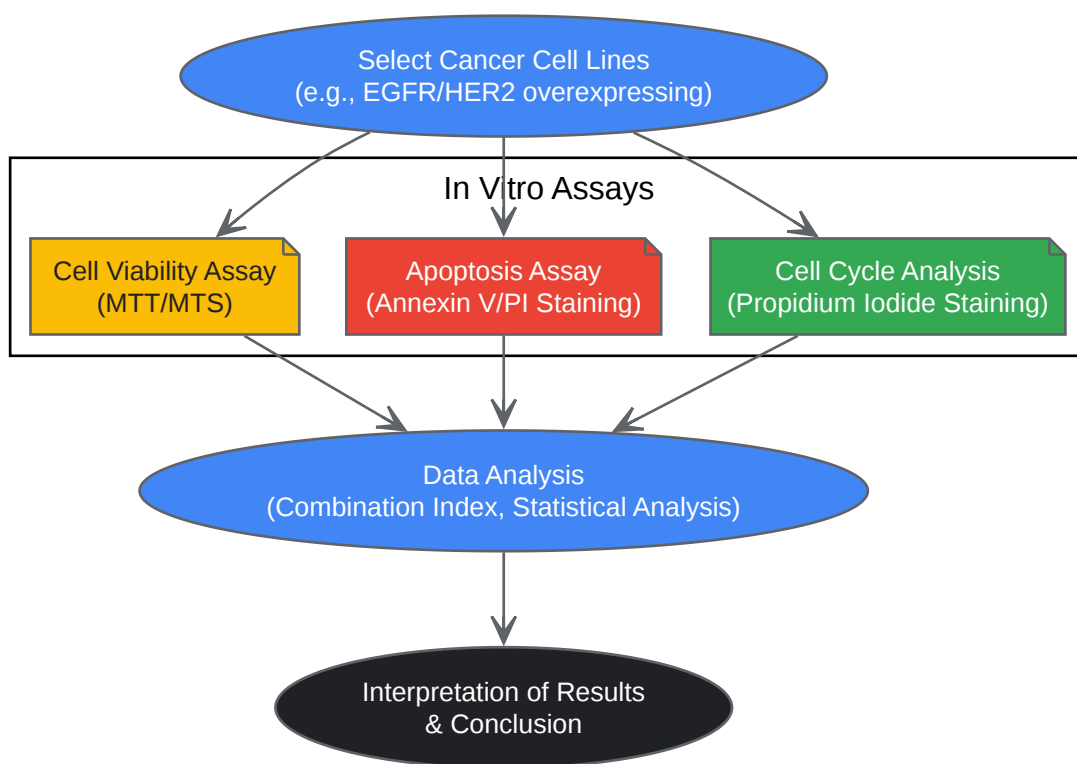 Select Cancer Cell Lines
(e.g., EGFR/HER2 overexpressing)
In Vitro Assays
Cell Viability Assay
(MTT/MTS)
Apoptosis Assay
(Annexin V/PI Staining)
Cell Cycle Analysis
(Propidium Iodide Staining)
Data Analysis
(Combination Index, Statistical Analysis)
Interpretation of Results
& Conclusion